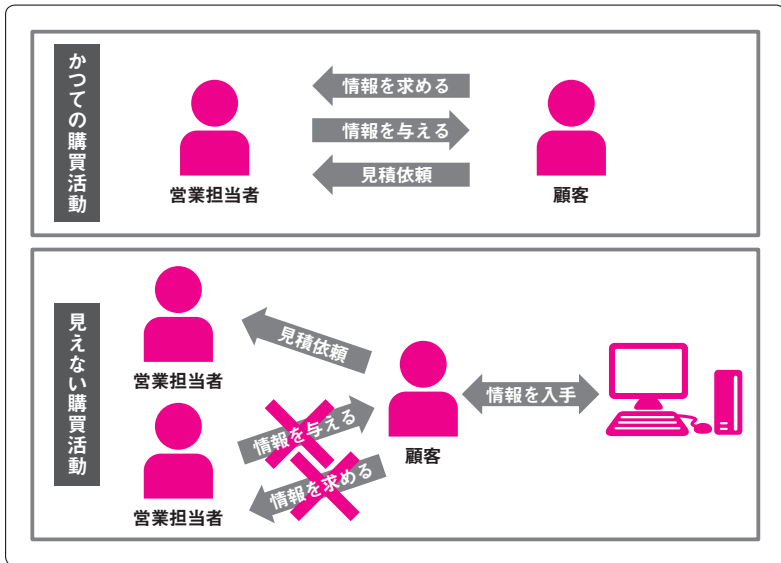 かつての購買活動
情報を求める
情報を与える
見積依頼
営業担当者
顧客
見えない購買活動
営業担当者
見積依頼
情報を入手
情報を与える
顧客
情報を求める
営業担当者